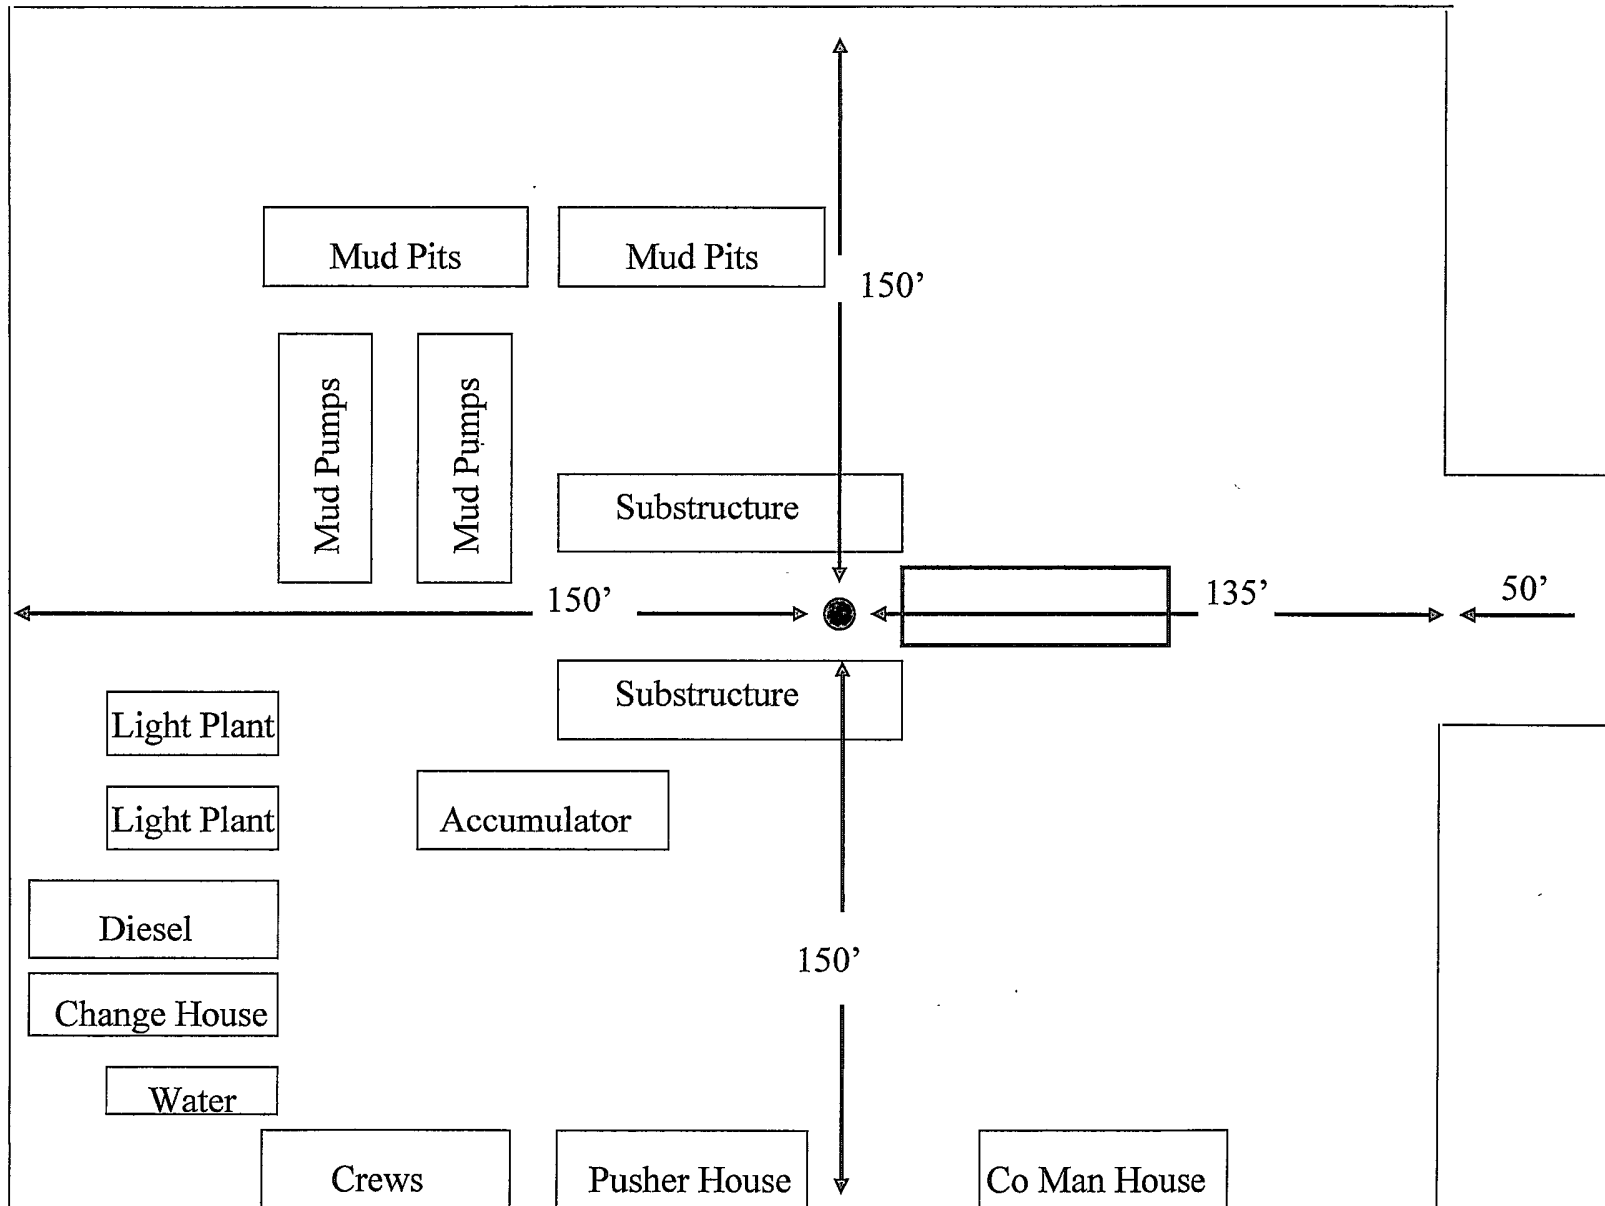 Mud Pits
Mud Pits
150’
Mud Pumps
Mud Pumps
Substructure
150’
135’
50’
Substructure
Light Plant
Light Plant
Accumulator
Diesel
150’
Change House
Water
Crews
Pusher House
Co Man House